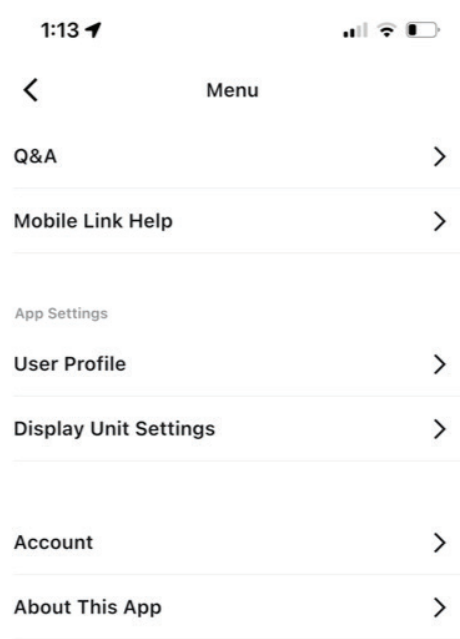 1:13
Menu
Q&A
Mobile Link Help
App Settings
User Profile
Display Unit Settings
Account
About This App